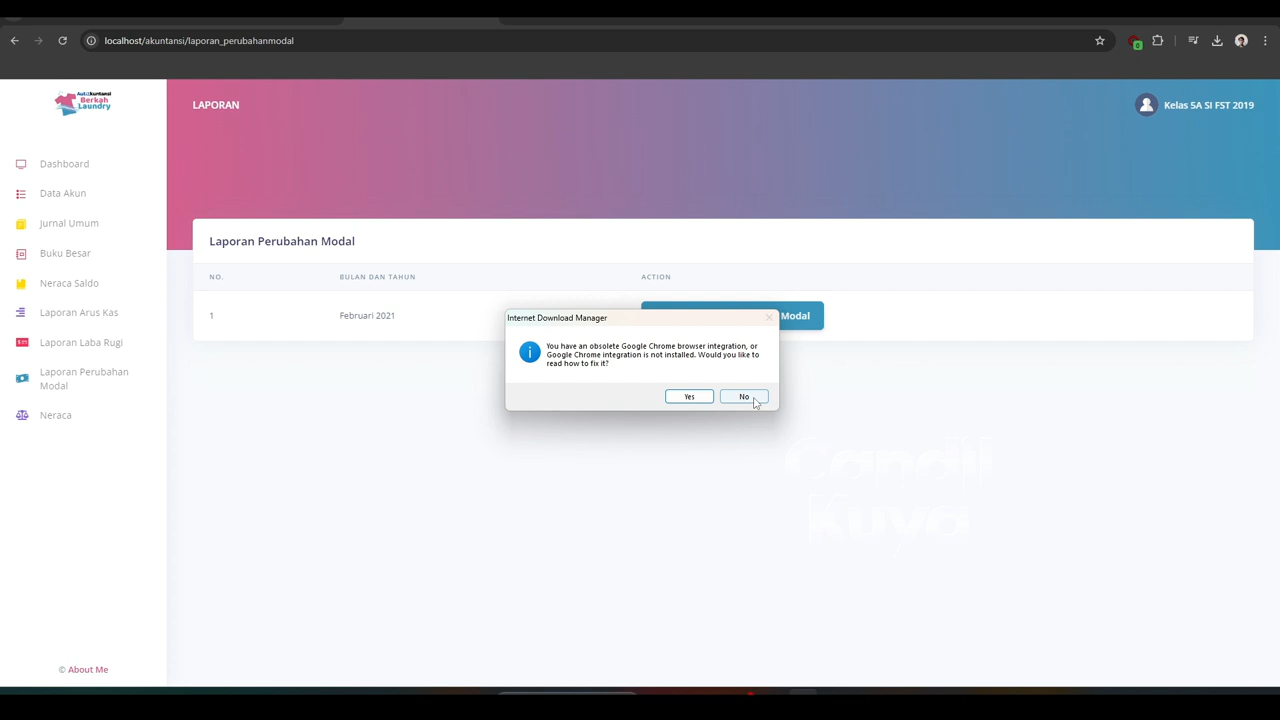 localhost/akuntansi/laporan_perubahanmodal
Berkah
Laundry
LAPORAN
Kelas 5A SI FST 2019
Dashboard
Data Akun
Jurnal Umum
Buku Besar
Neraca Saldo
Laporan Arus Kas
Laporan Laba Rugi
Laporan Perubahan
Modal
Neraca
© About Me
Laporan Perubahan Modal
NO. BULAN DAN TAHUN ACTION
1 Februari 2021 Modal
Internet Download Manager
You have an obsolete Google Chrome browser integration, or
Google Chrome integration is not installed. Would you like to
read how to fix it?
Yes No
Kuya